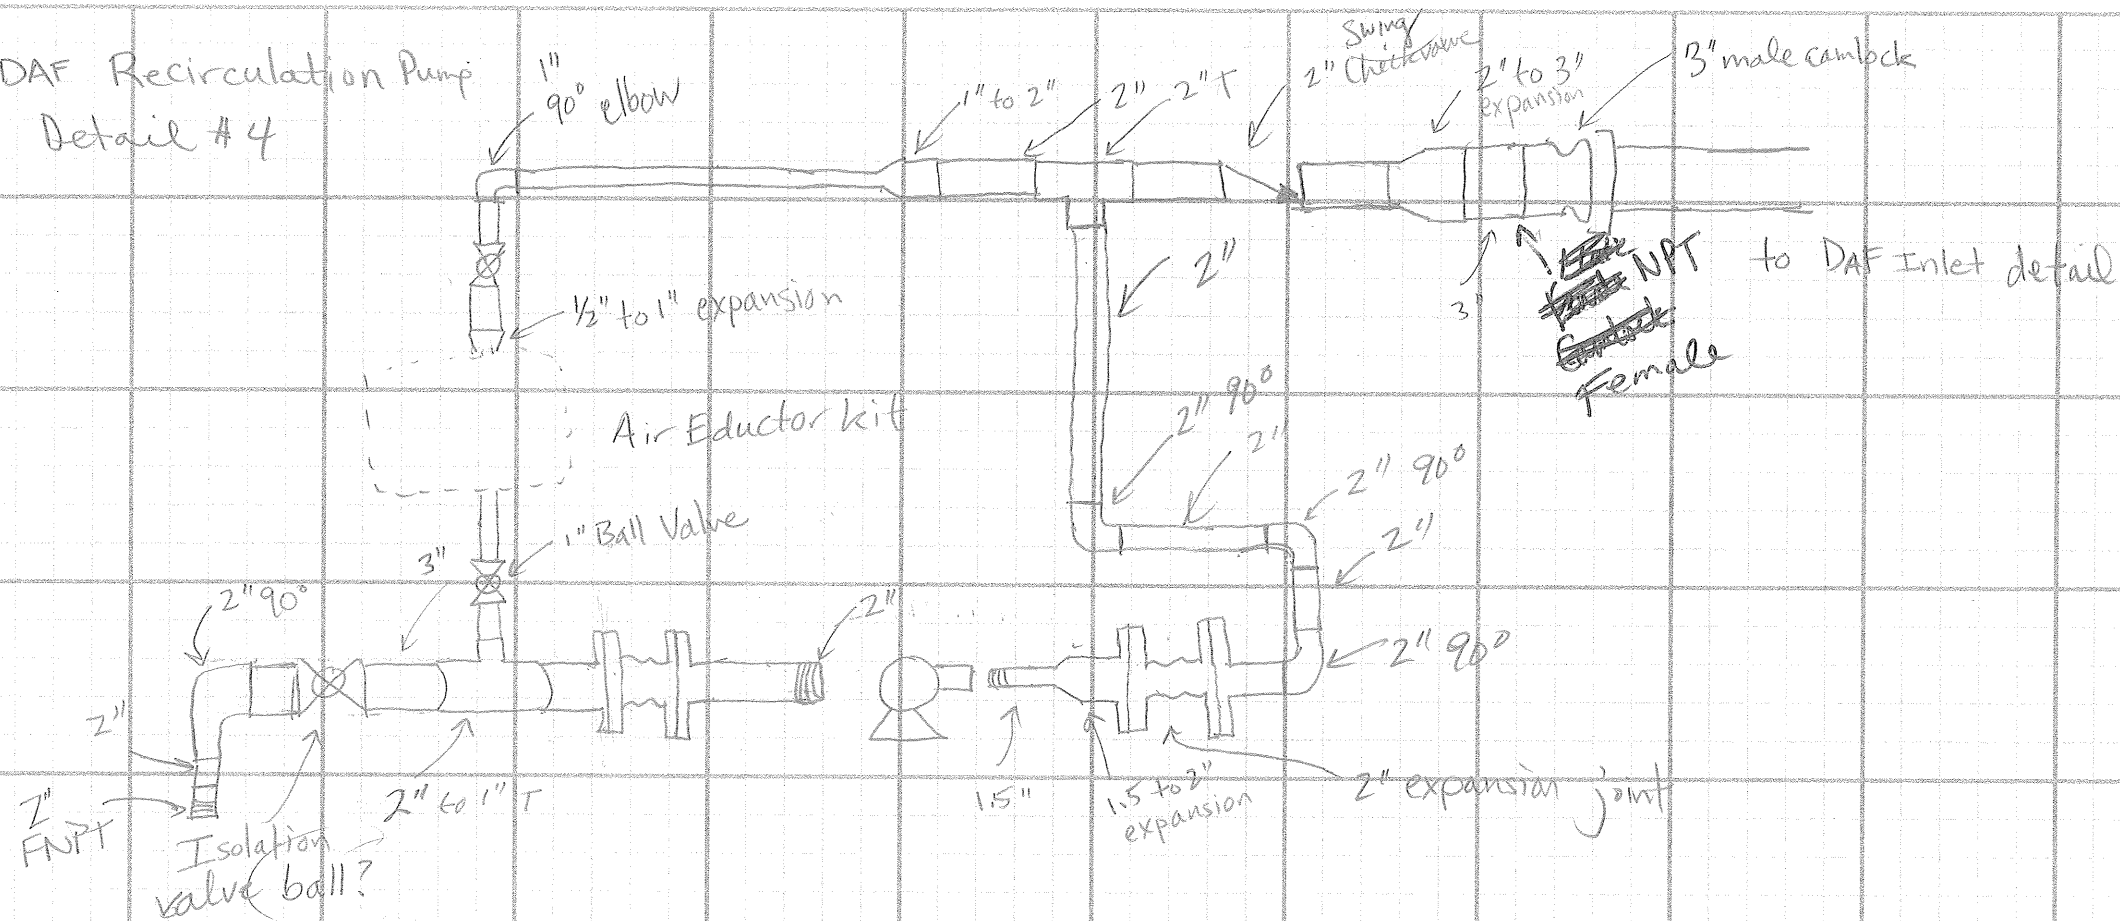 DAF Recirculation Pump
Detail # 4
1"
90° elbow
1" to 2"
2"
2" T
2" Swing
Checkvalve
2" to 3"
expansion
3" male camlock
1/2" to 1" expansion
2"
3"
NPT
Female
to DAF Inlet detail
Air Eductor kit
2" 90°
2"
2" 90°
2"
1" Ball Valve
3"
2" 90°
2"
2" 90°
2"
2"
FNPT
Isolation
valve ball?
2" to 1" T
1.5"
1.5 to 2"
expansion
2" expansion joint